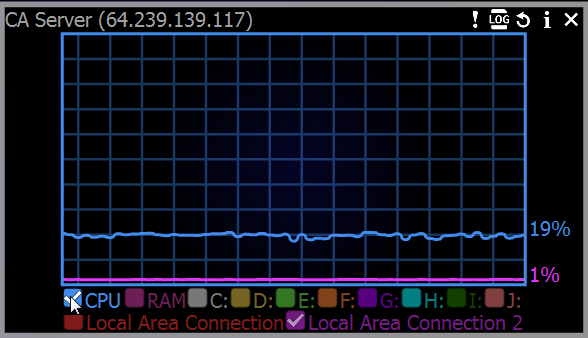 CA Server (64.239.139.117)
! LOG i
19%
1%
CPU RAM C: D: E: F: G: H: I: J:
Local Area Connection Local Area Connection 2